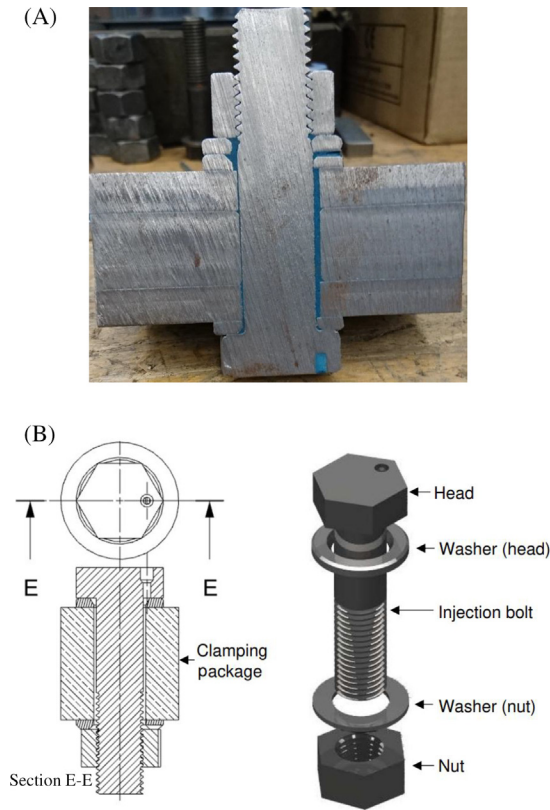 (A)
(B)
E
E
Clamping
package
Section E-E
Head
Washer (head)
Injection bolt
Washer (nut)
Nut